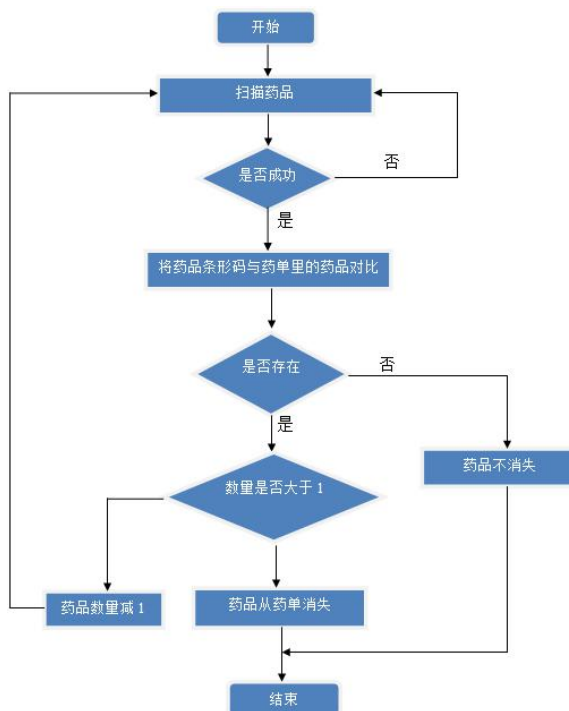 开始
扫描药品
是否成功
否
是
将药品条形码与药单里的药品对比
是否存在
否
是
数量是否大于 1
药品不消失
药品数量减 1
药品从药单消失
结束